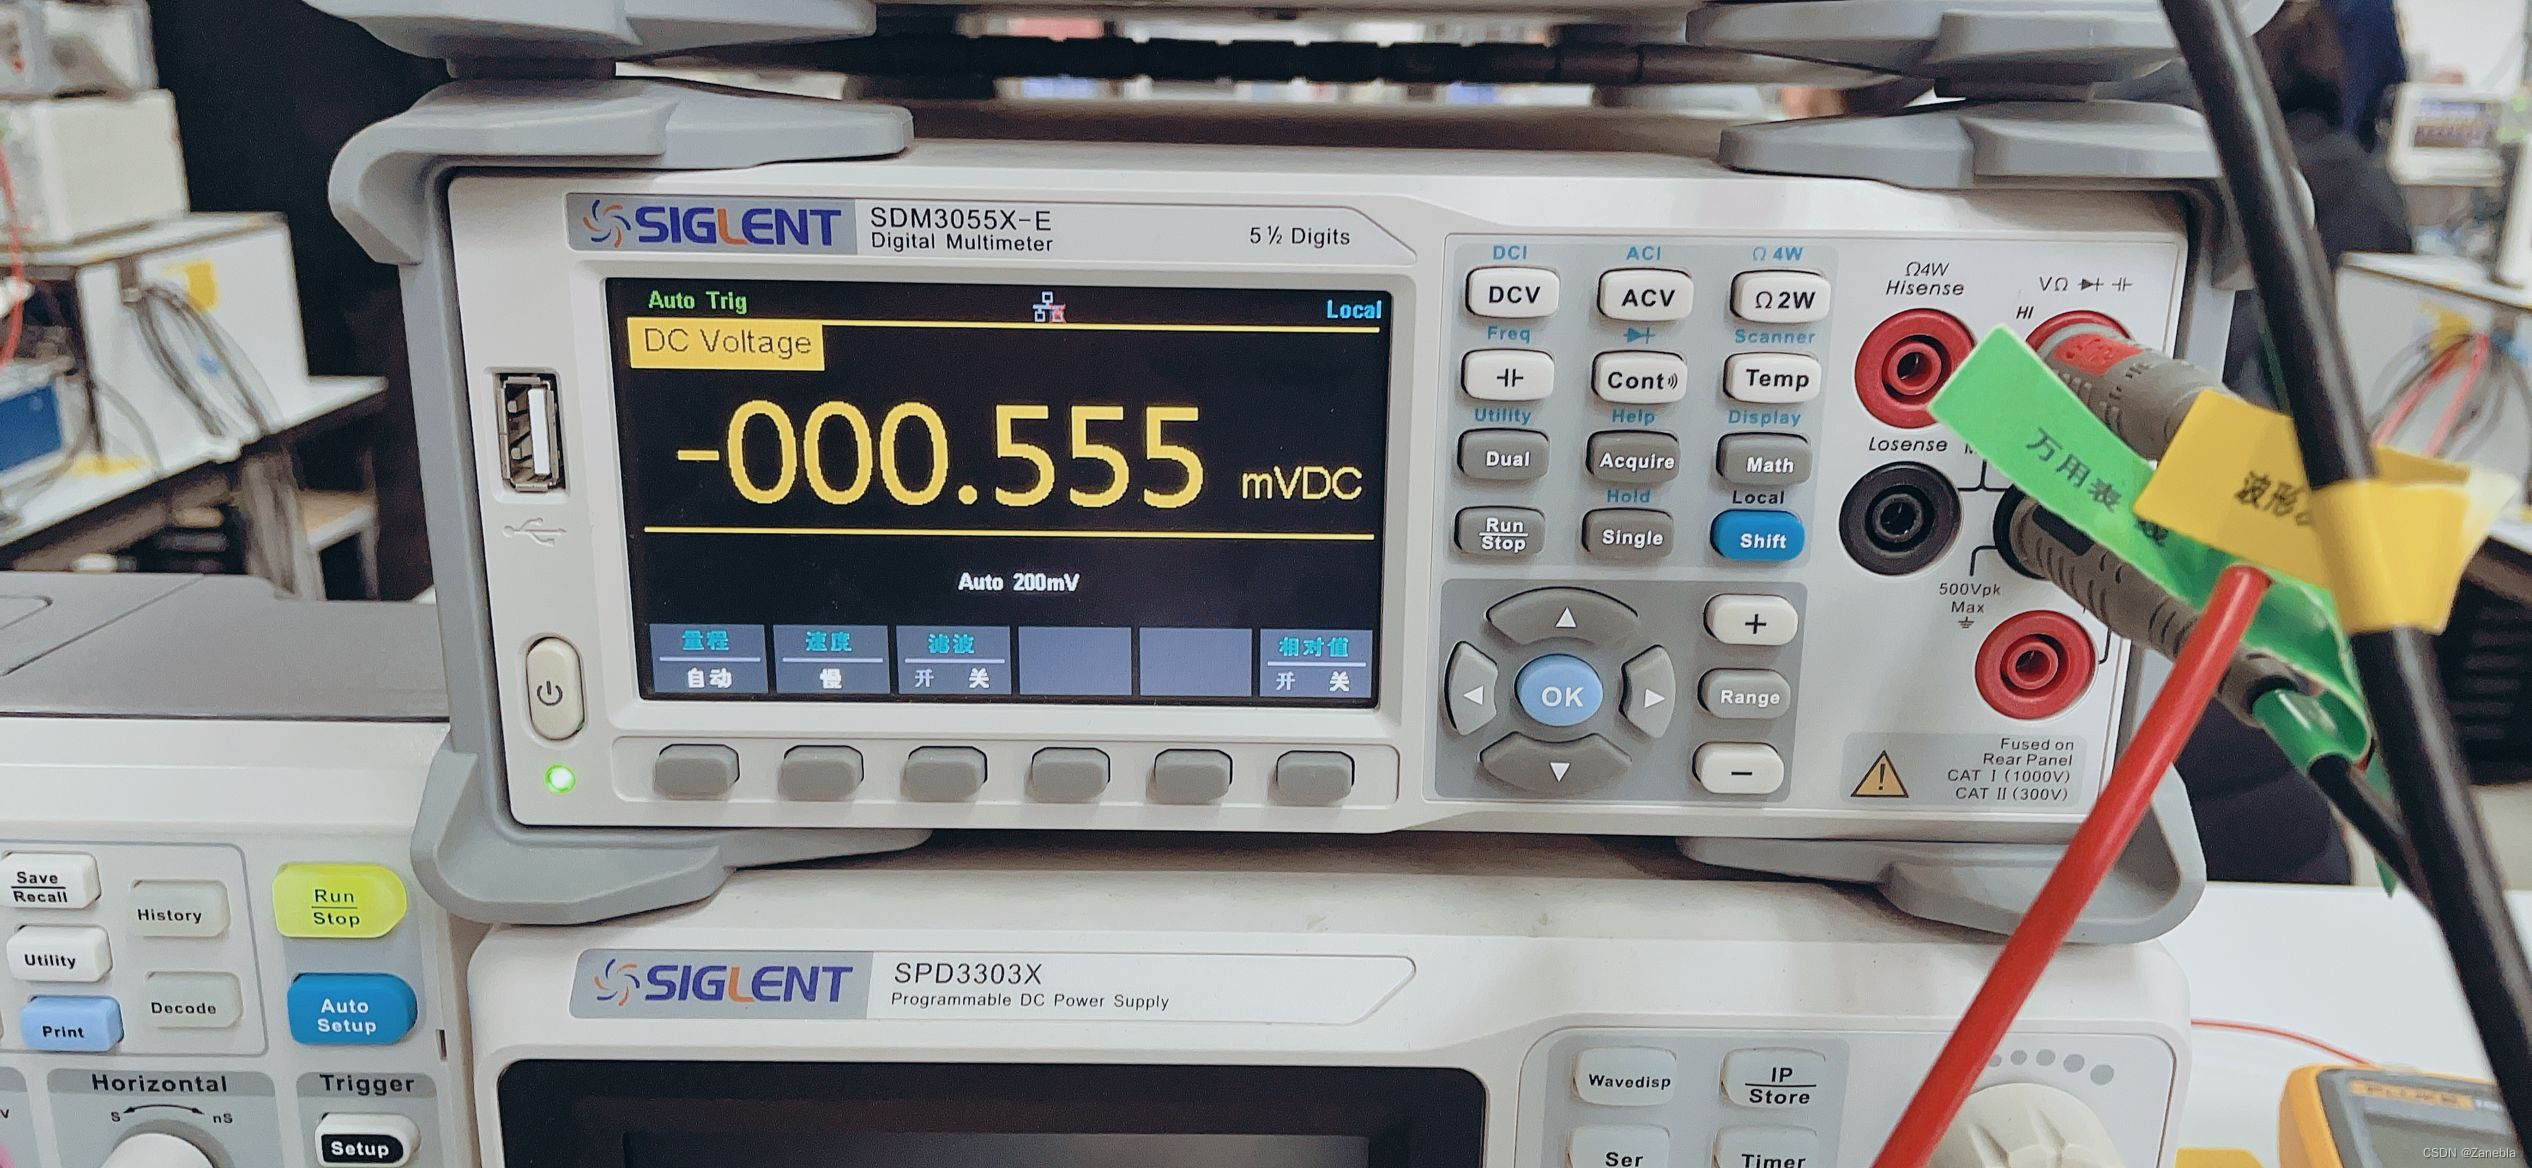 SIGLENT
SDM3055X-E
Digital Multimeter
5 ½ Digits
Auto Trig
Local
DC Voltage
-000.555 mVDC
Auto 200mV
量程
速度
滤波
相对值
自动
慢
开 关
开 关
DCI
ACI
Ω 4W
DCV
ACV
Ω 2W
Freq
Scanner
Cont
Temp
Utility
Help
Display
Dual
Acquire
Math
Hold
Local
Run
Stop
Single
Shift
OK
+
Range
−
Ω4W
Hisense
VΩ
HI
Losense
500Vpk
Max
Fused on
Rear Panel
CAT I (1000V)
CAT II (300V)
万用表
波形
Save
Recall
History
Run
Stop
Utility
Decode
Auto
Setup
Print
Horizontal
S
nS
Trigger
Setup
SIGLENT
SPD3303X
Programmable DC Power Supply
Wavedisp
IP
Store
Ser
Timer
CSDN @Zanebla